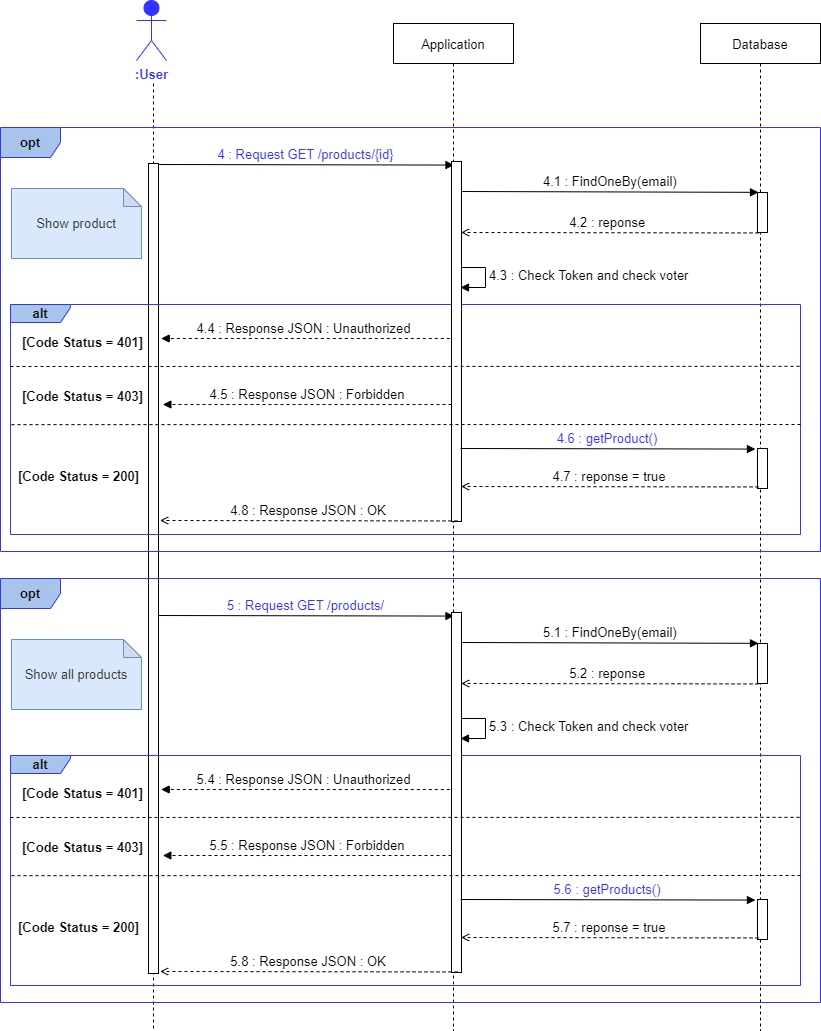 :User
Application
Database
opt
4 : Request GET /products/{id}
4.1 : FindOneBy(email)
Show product
4.2 : reponse
4.3 : Check Token and check voter
alt
4.4 : Response JSON : Unauthorized
[Code Status = 401]
4.5 : Response JSON : Forbidden
[Code Status = 403]
4.6 : getProduct()
[Code Status = 200]
4.7 : reponse = true
4.8 : Response JSON : OK
opt
5 : Request GET /products/
5.1 : FindOneBy(email)
Show all products
5.2 : reponse
5.3 : Check Token and check voter
alt
5.4 : Response JSON : Unauthorized
[Code Status = 401]
5.5 : Response JSON : Forbidden
[Code Status = 403]
5.6 : getProducts()
[Code Status = 200]
5.7 : reponse = true
5.8 : Response JSON : OK